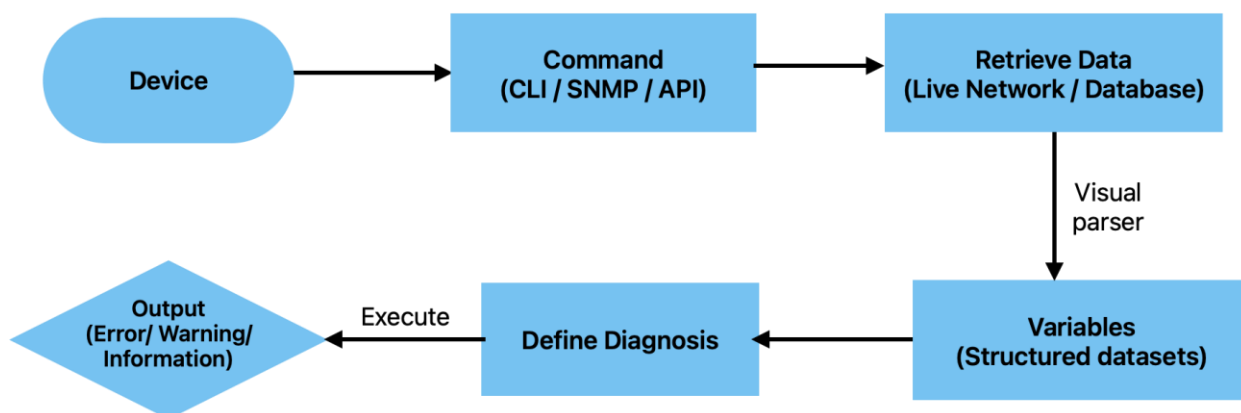 Device
Command
(CLI / SNMP / API)
Retrieve Data
(Live Network / Database)
Visual
parser
Output
(Error/ Warning/
Information)
Execute
Define Diagnosis
Variables
(Structured datasets)